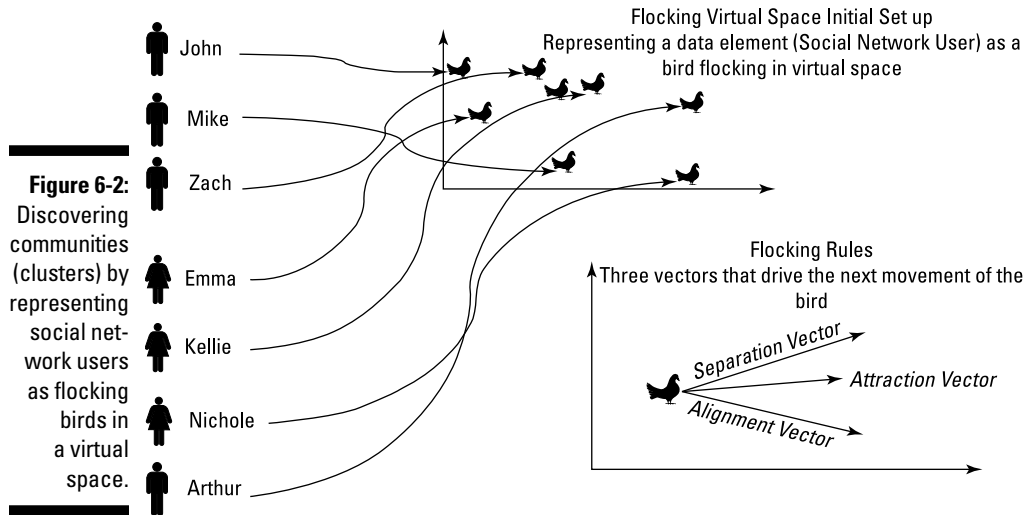 Flocking Virtual Space Initial Set up
Representing a data element (Social Network User) as a
bird flocking in virtual space
John
Mike
Zach
Emma
Kellie
Nichole
Arthur
Figure 6-2:
Discovering
communities
(clusters) by
representing
social net-
work users
as flocking
birds in
a virtual
space.
Flocking Rules
Three vectors that drive the next movement of the
bird
Separation Vector
Attraction Vector
Alignment Vector